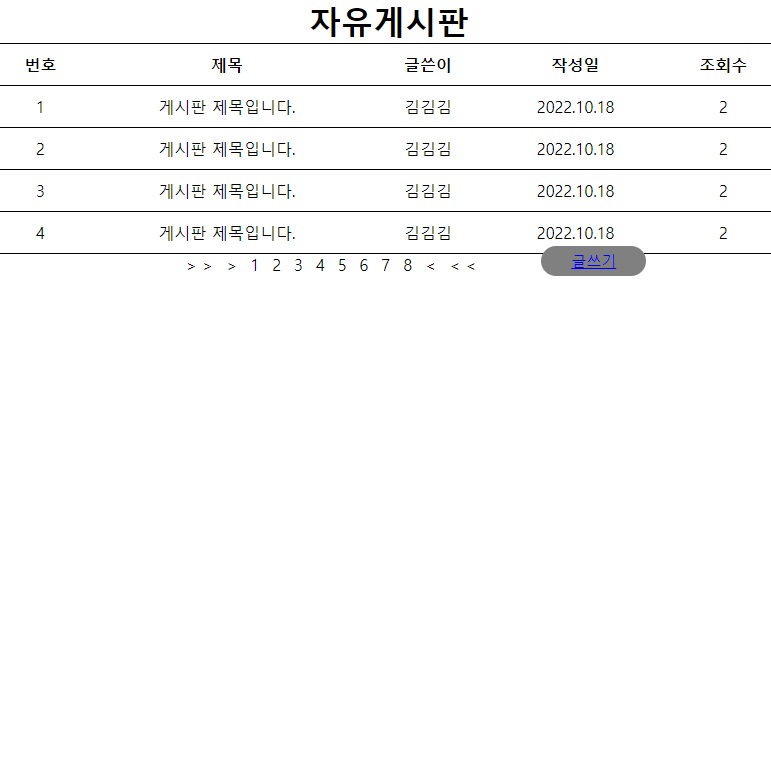 자유게시판
번호 제목 글쓴이 작성일 조회수
1 게시판 제목입니다. 김김김 2022.10.18 2
2 게시판 제목입니다. 김김김 2022.10.18 2
3 게시판 제목입니다. 김김김 2022.10.18 2
4 게시판 제목입니다. 김김김 2022.10.18 2
>> > 1 2 3 4 5 6 7 8 < << 글쓰기